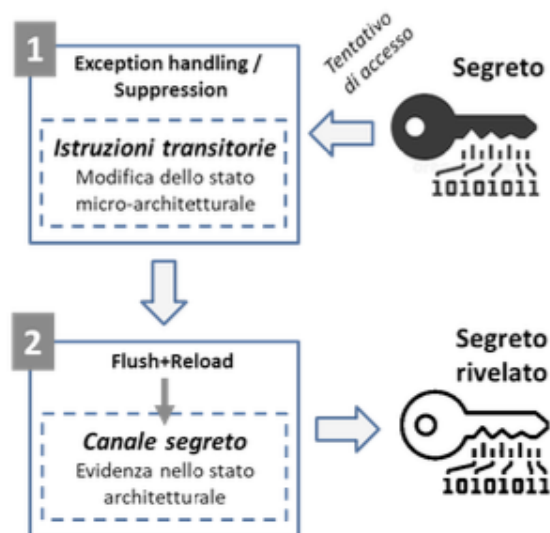 1
Exception handling /
Suppression
Istruzioni transitorie
Modifica dello stato
micro-architetturale
Tentativo
di accesso
Segreto
10101011
2
Flush+Reload
Canale segreto
Evidenza nello stato
architetturale
Segreto
rivelato
10101011